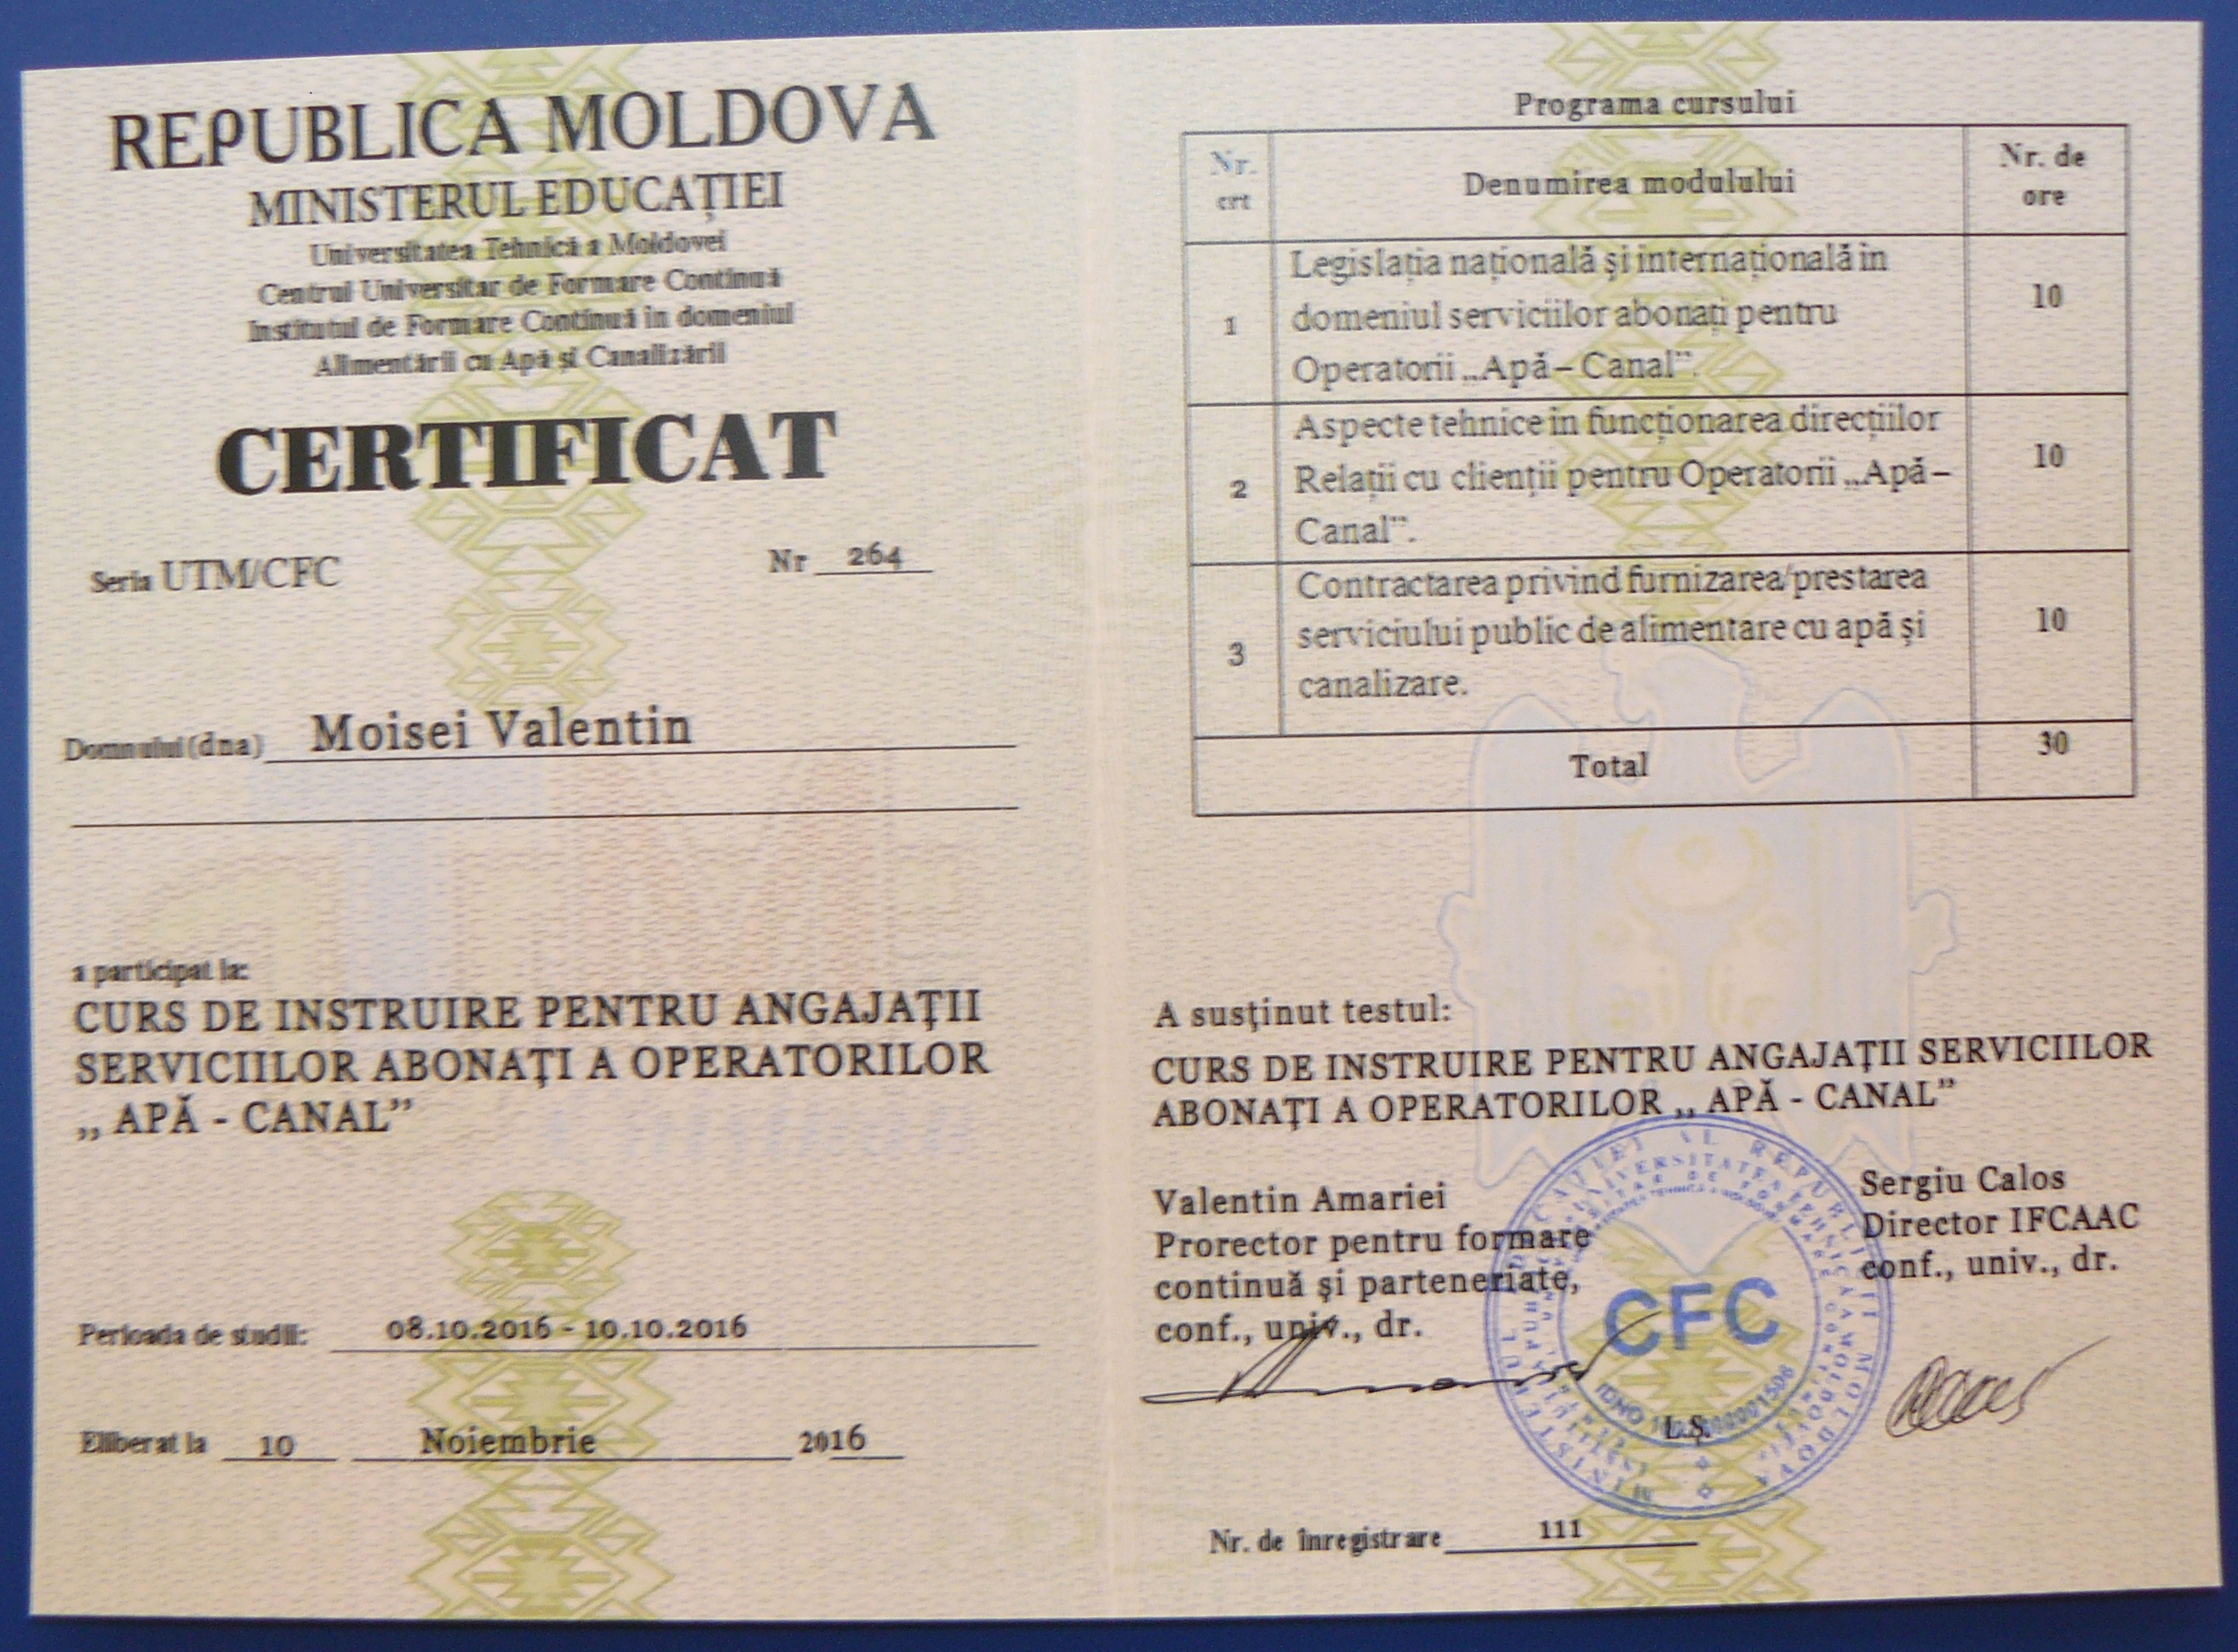 REPUBLICA MOLDOVA
MINISTERUL EDUCAȚIEI
Universitatea Tehnică a Moldovei
Centrul Universitar de Formare Continuă
Institutul de Formare Continuă in domeniul
Alimentării cu Apă și Canalizării
CERTIFICAT
Seria UTM/CFC Nr 264
Domnului (dna) Moisei Valentin
a participat la:
CURS DE INSTRUIRE PENTRU ANGAJAȚII
SERVICIILOR ABONAȚI A OPERATORILOR
„ APĂ - CANAL”
Perioada de studii: 08.10.2016 - 10.10.2016
Eliberat la 10 Noiembrie 2016
Programa cursului
Nr. crt Denumirea modulului Nr. de ore
1 Legislația națională și internațională in
domeniul serviciilor abonați pentru
Operatorii „Apă – Canal”.
10
2 Aspecte tehnice in funcționarea direcțiilor
Relații cu clienții pentru Operatorii „Apă –
Canal”.
10
3 Contractarea privind furnizarea/prestarea
serviciului public de alimentare cu apă și
canalizare.
10
Total 30
A susținut testul:
CURS DE INSTRUIRE PENTRU ANGAJAȚII SERVICIILOR
ABONAȚI A OPERATORILOR „ APĂ - CANAL”
Valentin Amariei
Prorector pentru formare
continuă și parteneriate,
conf., univ., dr.
Sergiu Calos
Director IFCAAC
conf., univ., dr.
CFC
L.Ș.
Nr. de înregistrare 111